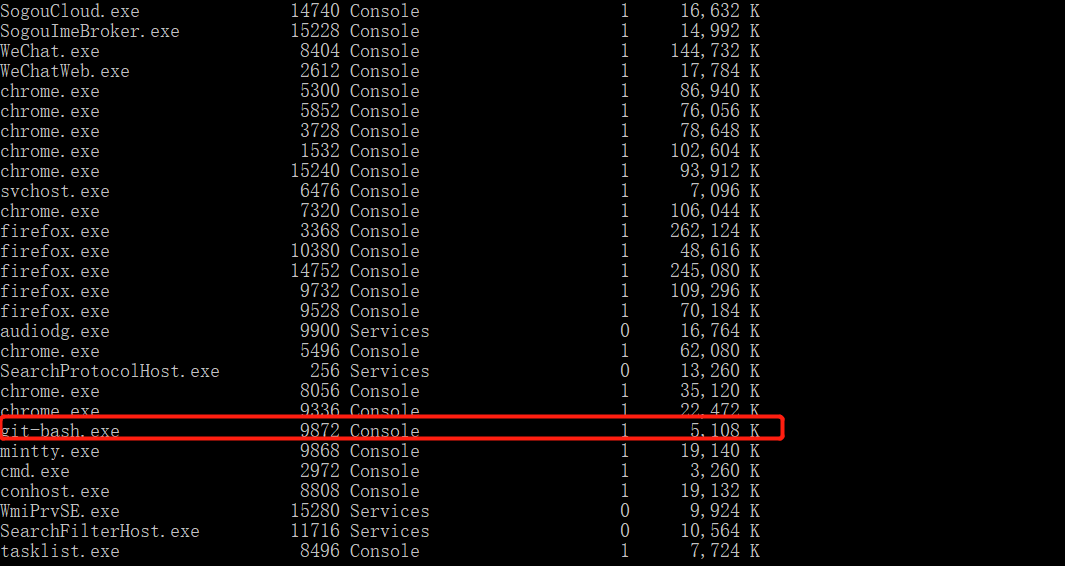 SogouCloud.exe 14740 Console 1 16,632 K
SogouImeBroker.exe 15228 Console 1 14,992 K
WeChat.exe 8404 Console 1 144,732 K
WeChatWeb.exe 2612 Console 1 17,784 K
chrome.exe 5300 Console 1 86,940 K
chrome.exe 5852 Console 1 76,056 K
chrome.exe 3728 Console 1 78,648 K
chrome.exe 1532 Console 1 102,604 K
chrome.exe 15240 Console 1 93,912 K
svchost.exe 6476 Console 1 7,096 K
chrome.exe 7320 Console 1 106,044 K
firefox.exe 3368 Console 1 262,124 K
firefox.exe 10380 Console 1 48,616 K
firefox.exe 14752 Console 1 245,080 K
firefox.exe 9732 Console 1 109,296 K
firefox.exe 9528 Console 1 70,184 K
audiodg.exe 9900 Services 0 16,764 K
chrome.exe 5496 Console 1 62,080 K
SearchProtocolHost.exe 256 Services 0 13,260 K
chrome.exe 8056 Console 1 35,120 K
chrome.exe 9336 Console 1 22,472 K
git-bash.exe 9872 Console 1 5,108 K
mintty.exe 9868 Console 1 19,140 K
cmd.exe 2972 Console 1 3,260 K
conhost.exe 8808 Console 1 19,132 K
WmiPrvSE.exe 15280 Services 0 9,924 K
SearchFilterHost.exe 11716 Services 0 10,564 K
tasklist.exe 8496 Console 1 7,724 K